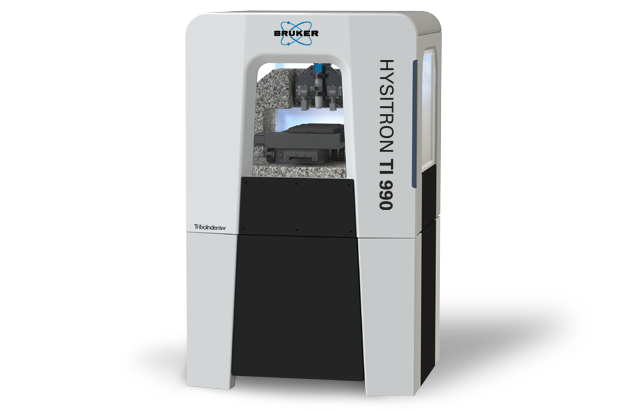 BRUKER
HYSITRON TI 990
TriboIndenter